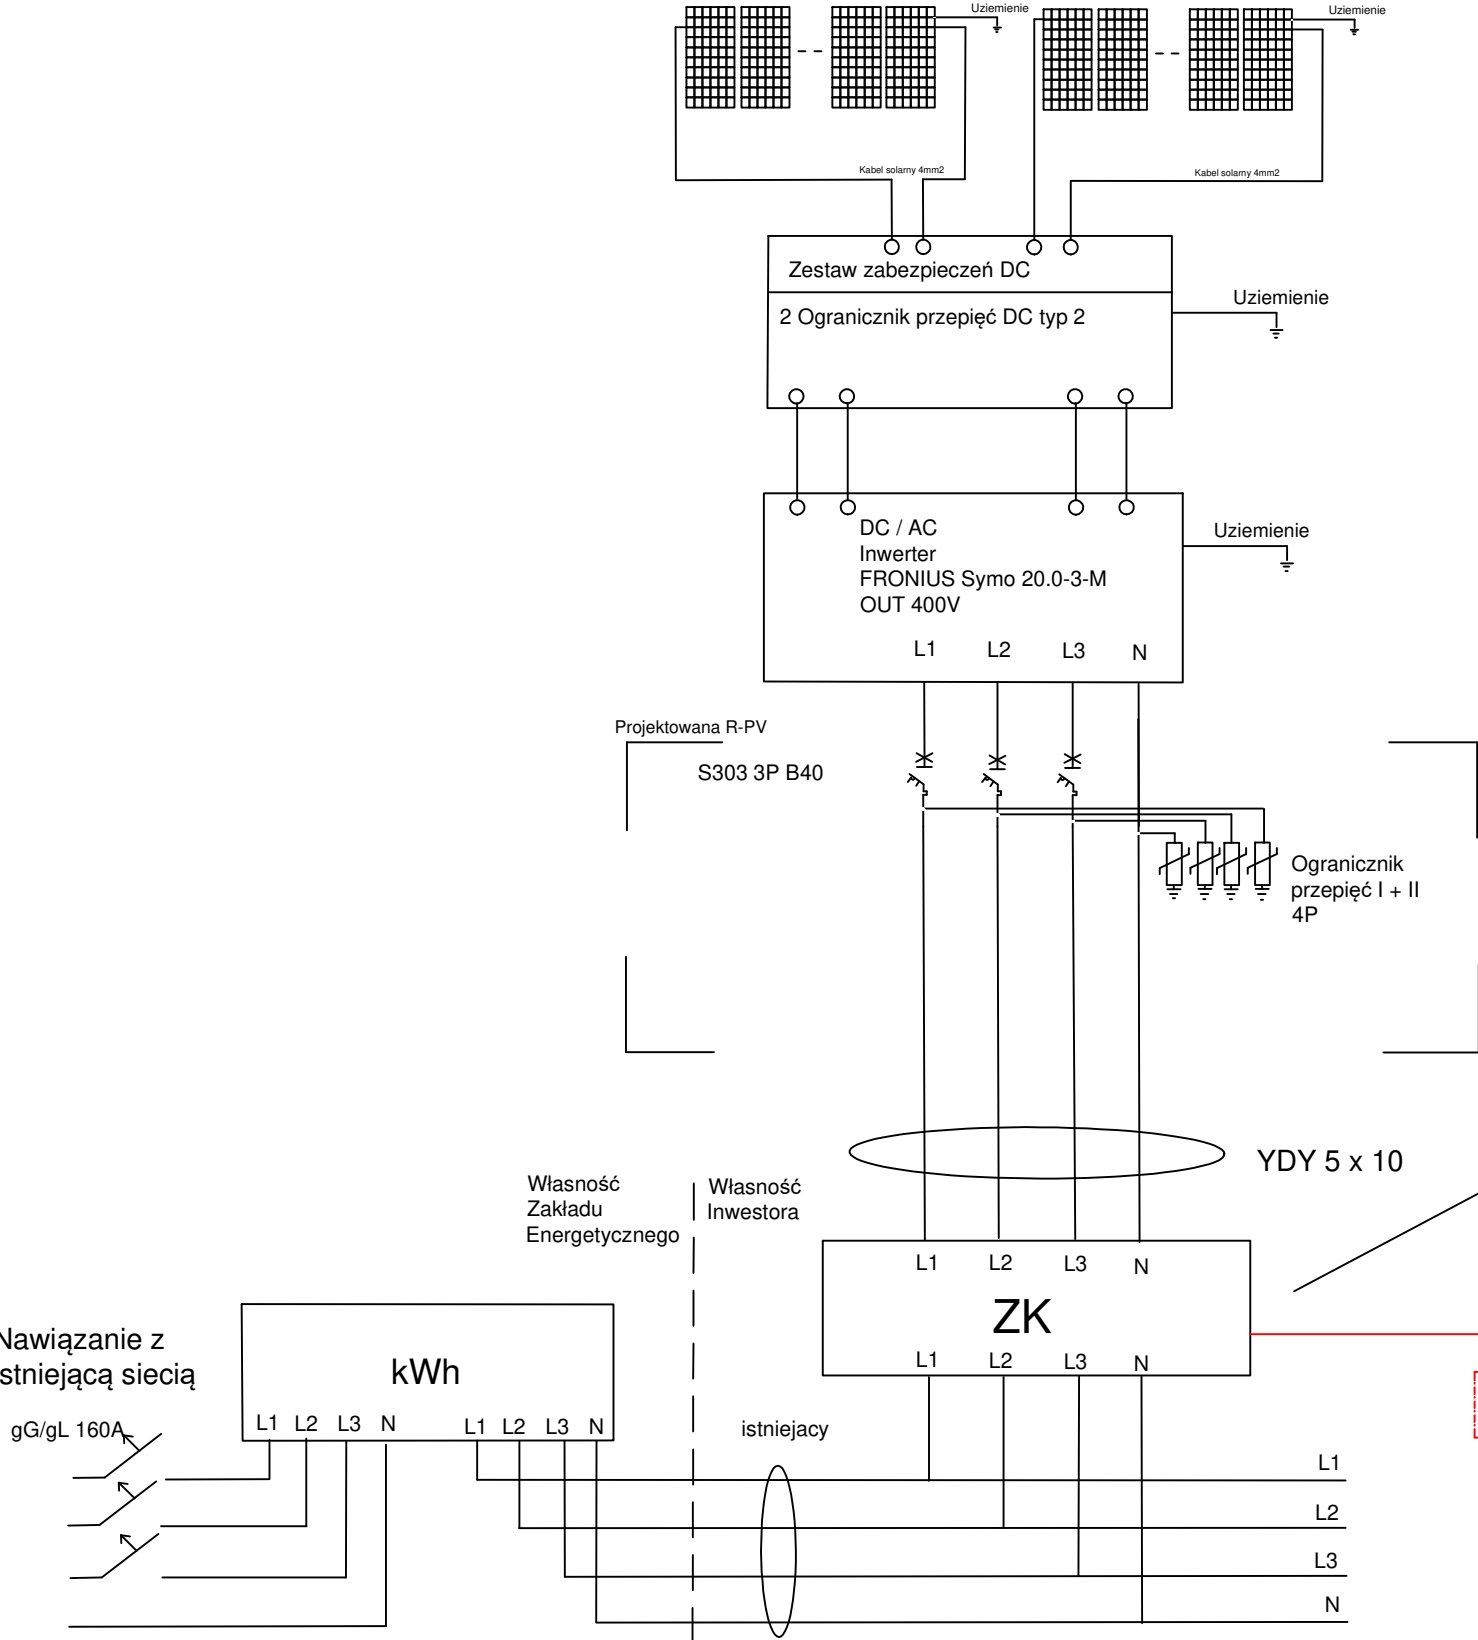 Uziemienie
Uziemienie
Kabel solarny 4mm2
Kabel solarny 4mm2
Zestaw zabezpieczeń DC
2 Ogranicznik przepięć DC typ 2
Uziemienie
DC / AC
Inwerter
FRONIUS Symo 20.0-3-M
OUT 400V
Uziemienie
L1 L2 L3 N
Projektowana R-PV
S303 3P B40
Ogranicznik
przepięć I + II
4P
YDY 5 x 10
Własność
Zakładu
Energetycznego
Własność
Inwestora
L1 L2 L3 N
ZK
L1 L2 L3 N
Nawiązanie z
stniejącą siecią
gG/gL 160A
kWh
L1 L2 L3 N L1 L2 L3 N
istniejacy
L1
L2
L3
N